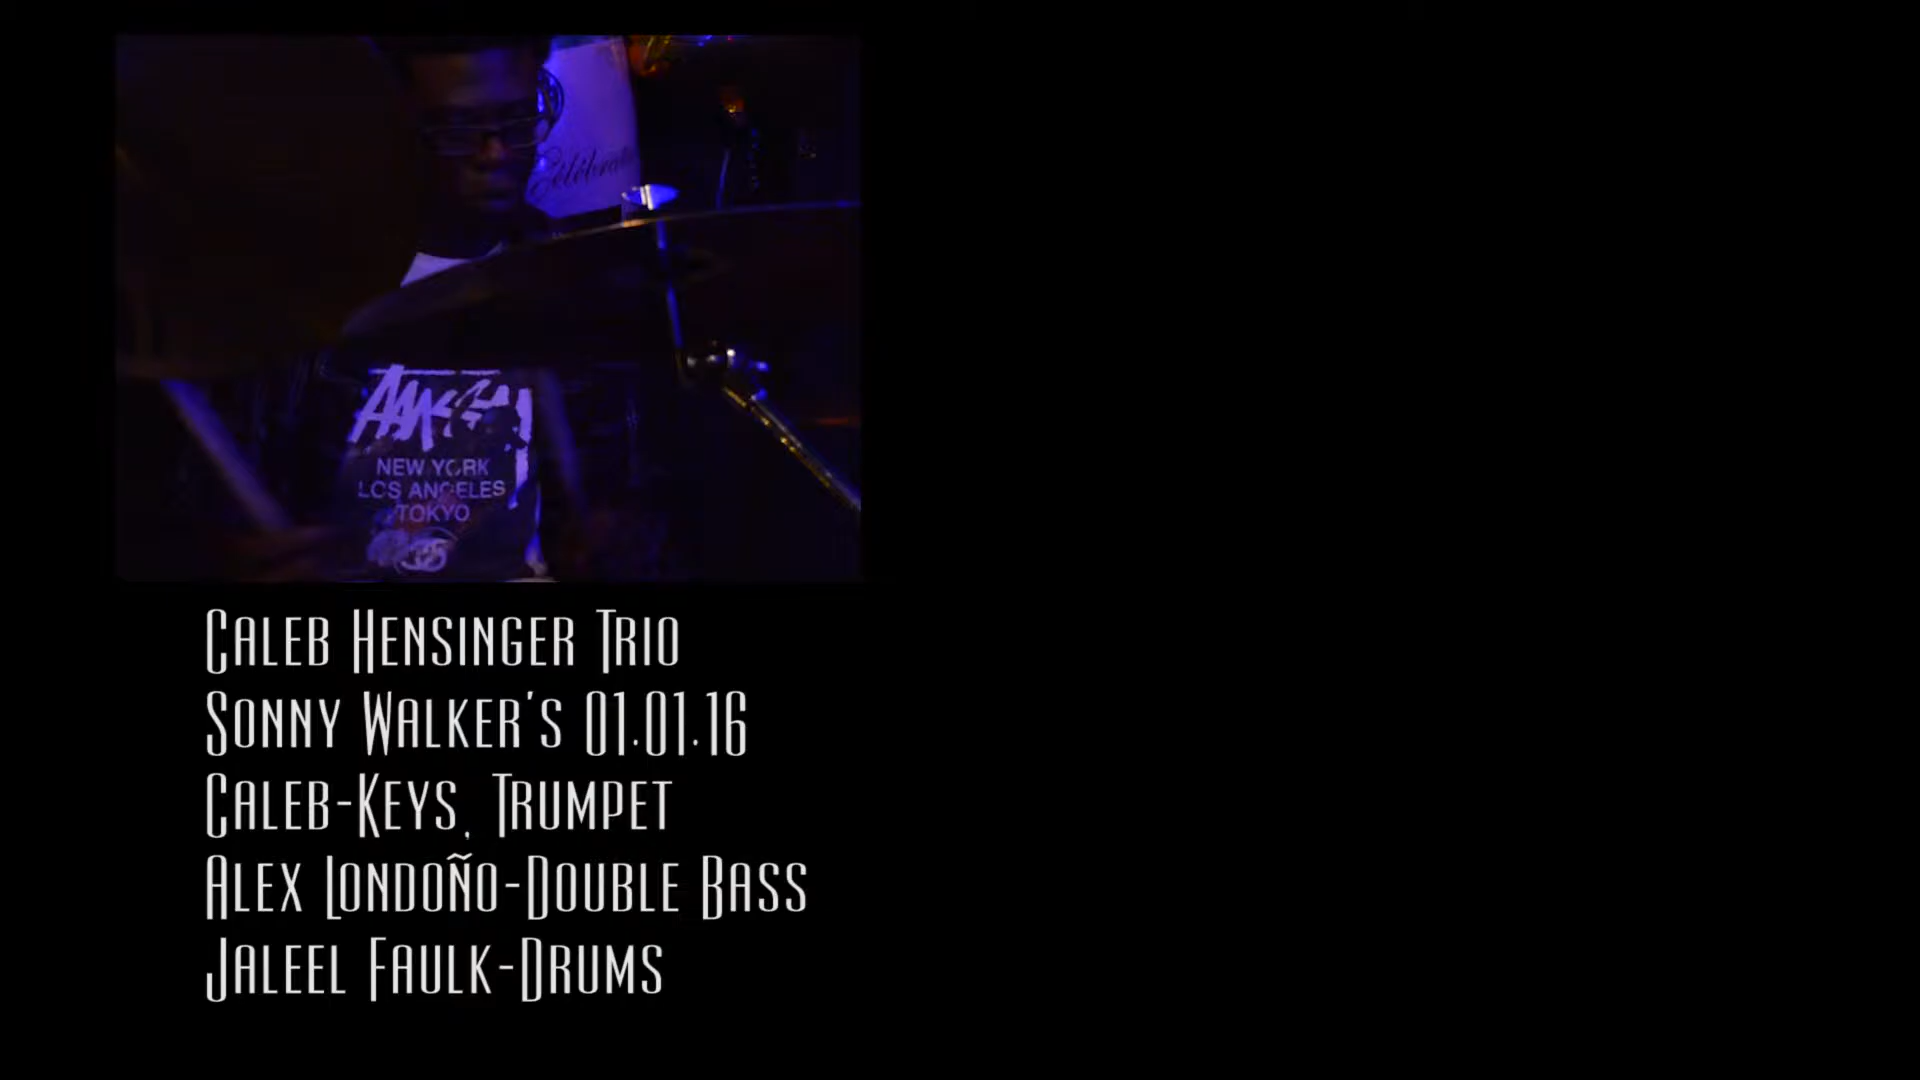 Célébrat
NEW YORK
LOS ANGELES
TOKYO
Caleb Hensinger Trio
Sonny Walker's 01.01.16
Caleb-Keys, Trumpet
Alex Londoño-Double Bass
Jaleel Faulk-Drums